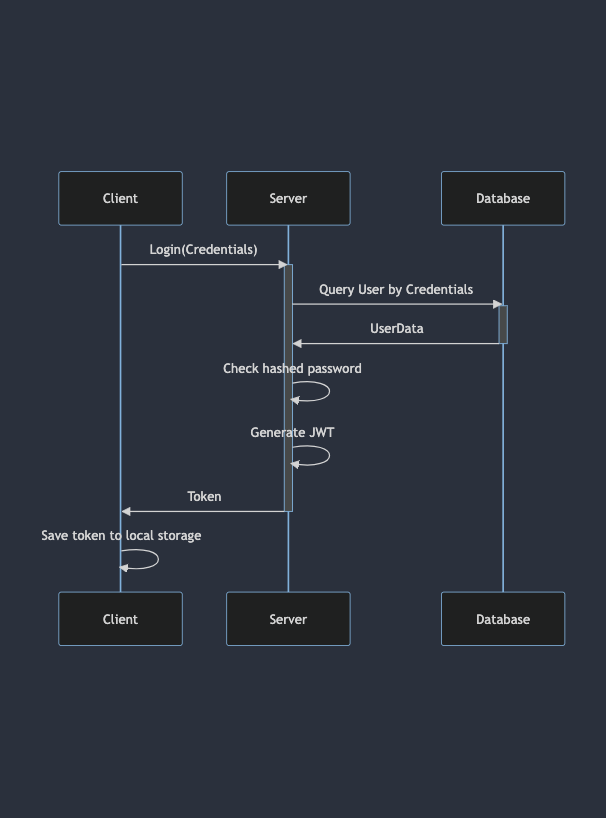 Client
Server
Database
Login(Credentials)
Query User by Credentials
UserData
Check hashed password
Generate JWT
Token
Save token to local storage
Client
Server
Database